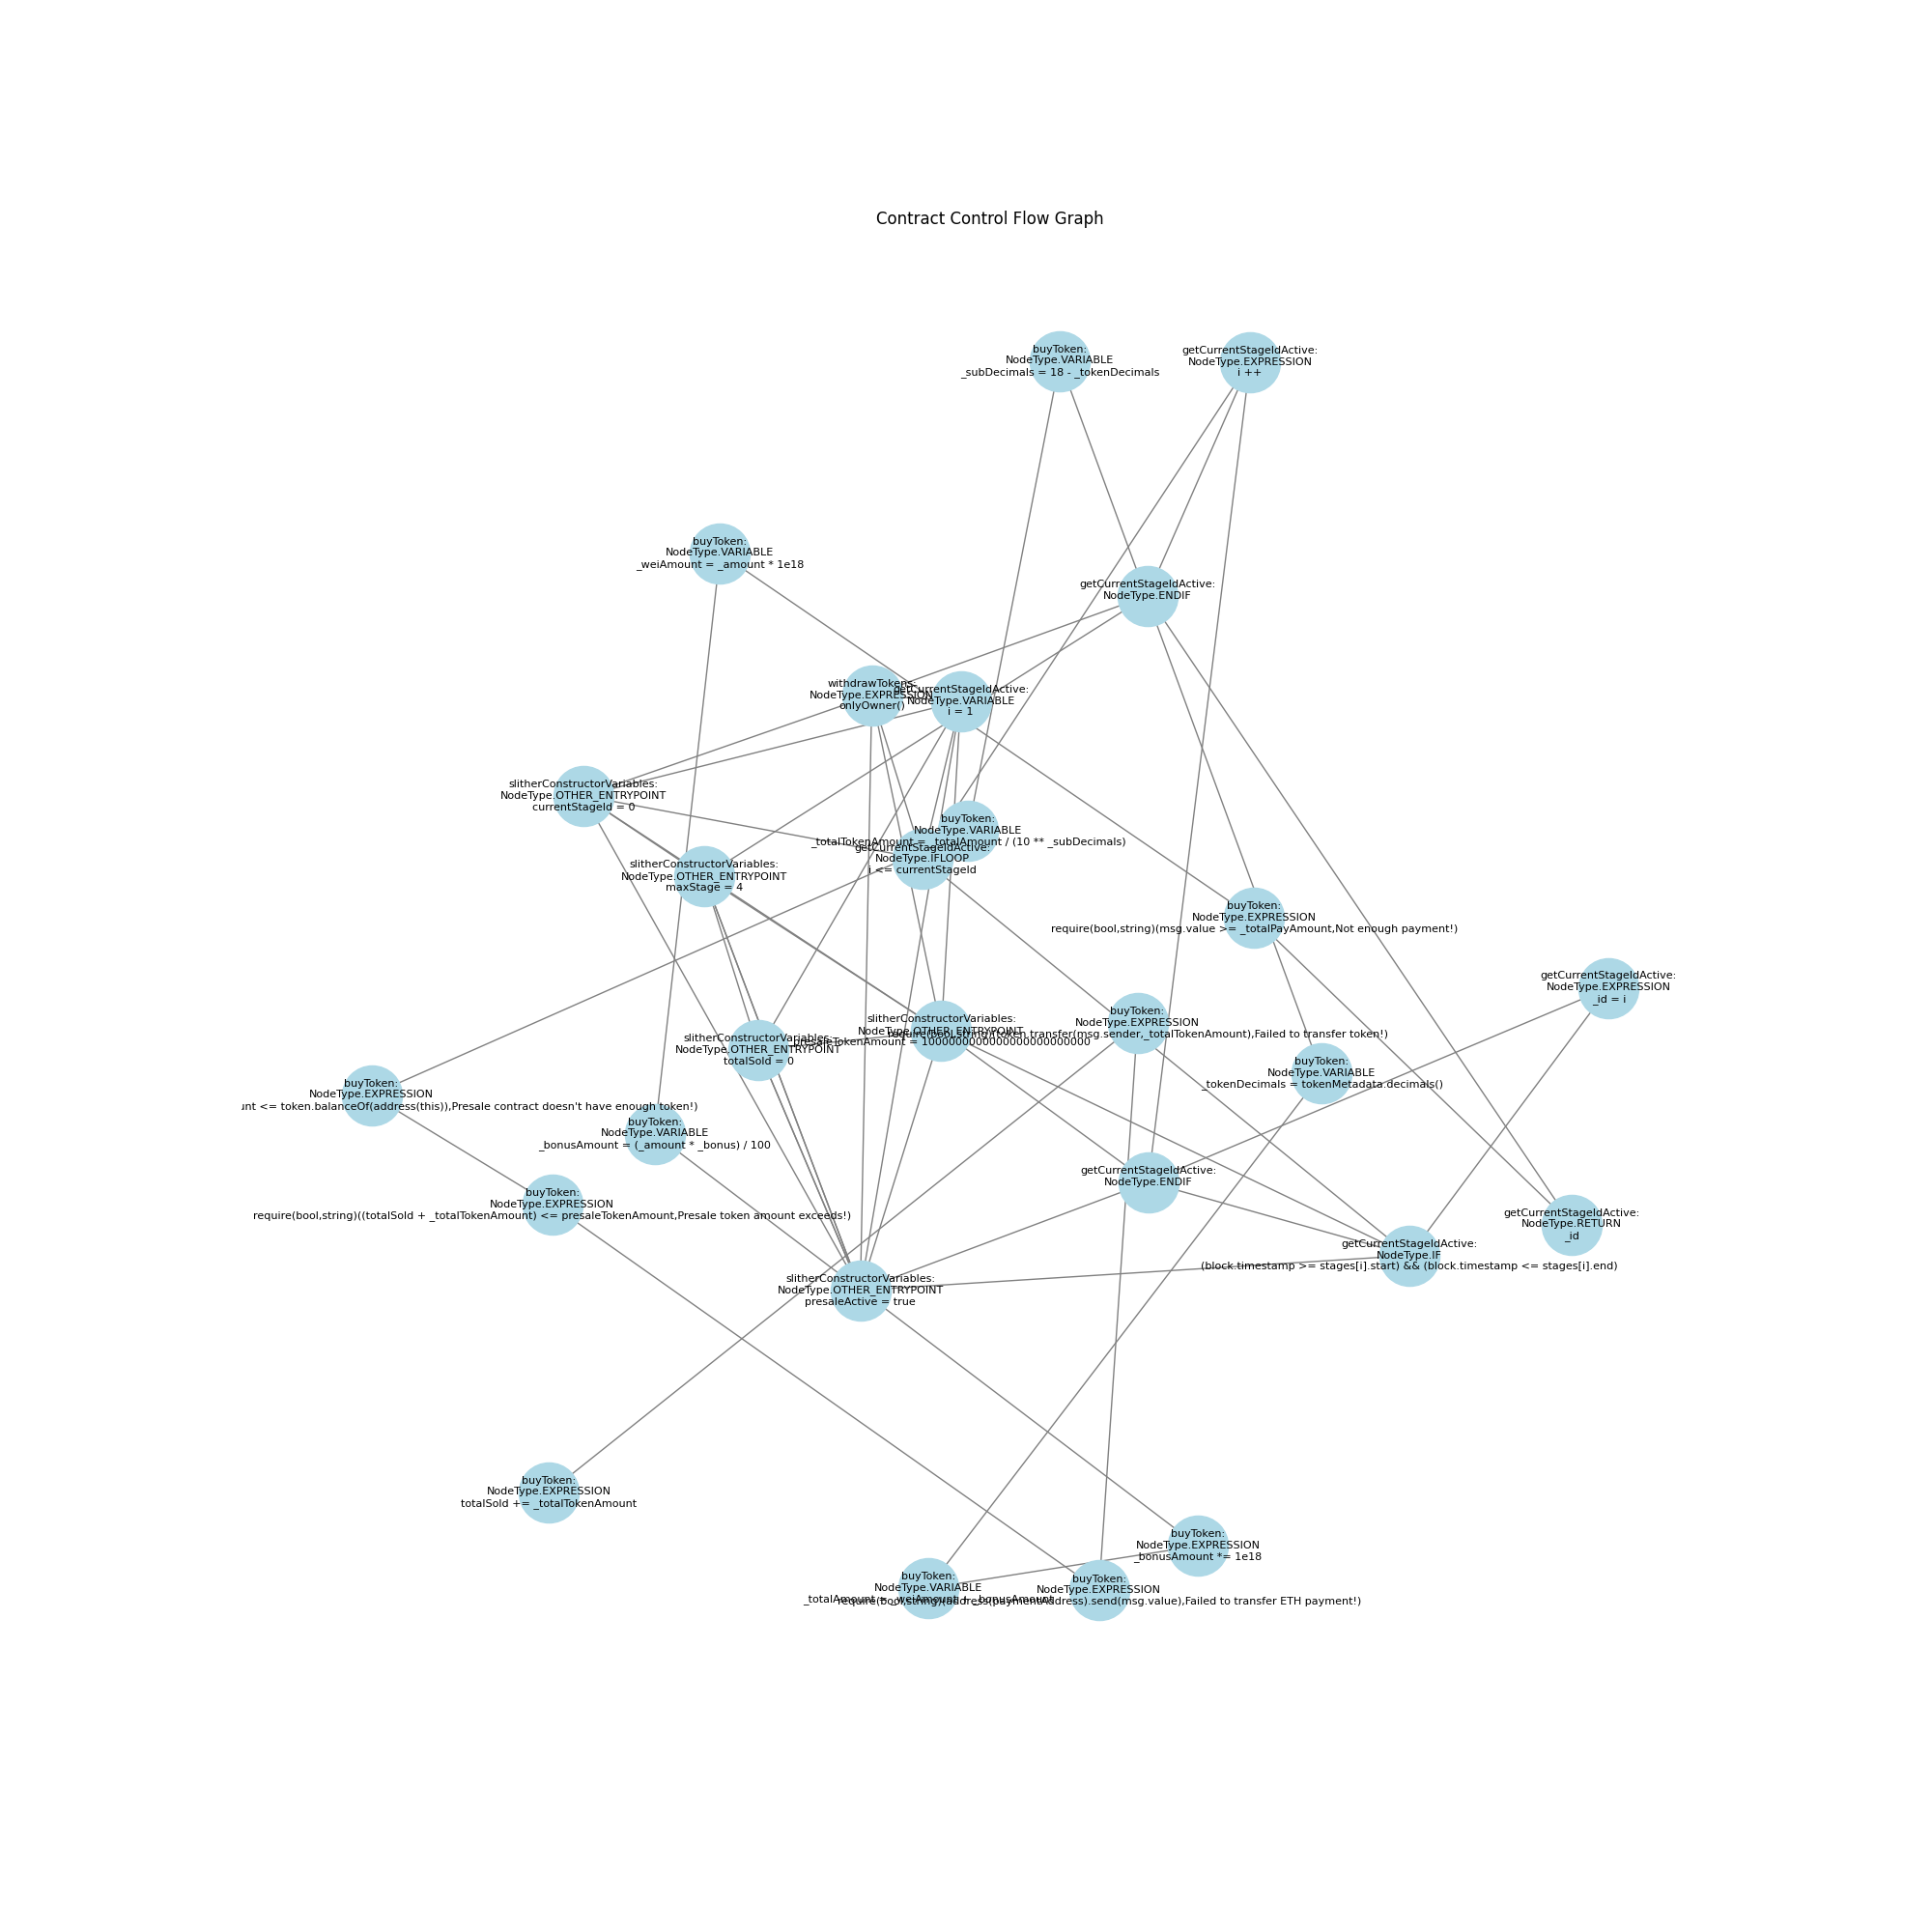 Contract Control Flow Graph
buyToken:
NodeType.VARIABLE
_subDecimals = 18 - _tokenDecimals
getCurrentStageIdActive:
NodeType.EXPRESSION
i ++
buyToken:
NodeType.VARIABLE
_weiAmount = _amount * 1e18
getCurrentStageIdActive:
NodeType.ENDIF
withdrawTokens:
NodeType.EXPRESSION
onlyOwner()
getCurrentStageIdActive:
NodeType.VARIABLE
i = 1
slitherConstructorVariables:
NodeType.OTHER_ENTRYPOINT
currentStageId = 0
buyToken:
NodeType.VARIABLE
_totalTokenAmount = _totalAmount / (10 ** _subDecimals)
getCurrentStageIdActive:
NodeType.IFLOOP
i <= currentStageId
slitherConstructorVariables:
NodeType.OTHER_ENTRYPOINT
maxStage = 4
buyToken:
NodeType.EXPRESSION
require(bool,string)(msg.value >= _totalPayAmount,Not enough payment!)
getCurrentStageIdActive:
NodeType.EXPRESSION
_id = i
slitherConstructorVariables:
NodeType.OTHER_ENTRYPOINT
presaleTokenAmount =
buyToken:
NodeType.EXPRESSION
require(bool,string)(token.transfer(msg.sender,_totalTokenAmount),Failed to transfer token!)
slitherConstructorVariables:
NodeType.OTHER_ENTRYPOINT
totalSold = 0
buyToken:
NodeType.VARIABLE
_tokenDecimals = tokenMetadata.decimals()
buyToken:
NodeType.EXPRESSION
<= token.balanceOf(address(this)),Presale contract doesn't have enough token!)
buyToken:
NodeType.VARIABLE
_bonusAmount = (_amount * _bonus) / 100
getCurrentStageIdActive:
NodeType.ENDIF
buyToken:
NodeType.EXPRESSION
require(bool,string)((totalSold + _totalTokenAmount) <= presaleTokenAmount,Presale token amount exceeds!)
getCurrentStageIdActive:
NodeType.RETURN
_id
getCurrentStageIdActive:
NodeType.IF
(block.timestamp >= stages[i].start) && (block.timestamp <= stages[i].end)
slitherConstructorVariables:
NodeType.OTHER_ENTRYPOINT
presaleActive = true
buyToken:
NodeType.EXPRESSION
totalSold += _totalTokenAmount
buyToken:
NodeType.EXPRESSION
_bonusAmount *= 1e18
buyToken:
NodeType.VARIABLE
_totalAmount = _weiAmount + _bonusAmount
buyToken:
NodeType.EXPRESSION
require(bool,string)(address(paymentAddress).send(msg.value),Failed to transfer ETH payment!)